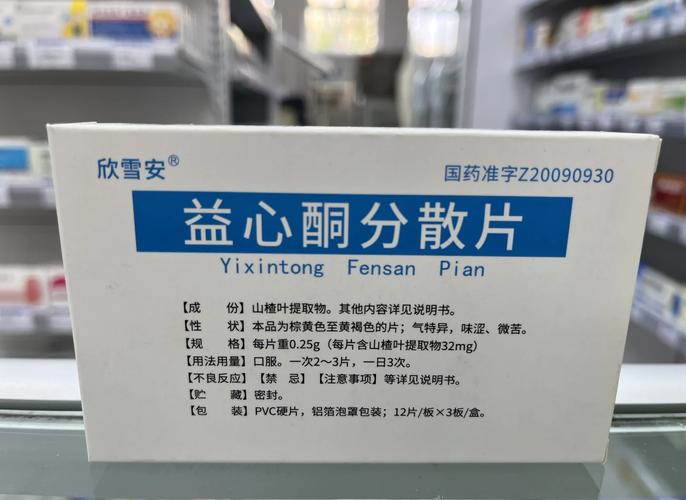 欣雪安®
国药准字Z20090930
益心酮分散片
Yixintong Fensan Pian
【成 份】山楂叶提取物。其他内容详见说明书。
【性 状】本品为棕黄色至黄褐色的片；气特异，味涩、微苦。
【规 格】每片重0.25g（每片含山楂叶提取物32mg）
【用法用量】口服。一次2～3片，一日3次。
【不良反应】【禁 忌】【注意事项】等详见说明书。
【贮 藏】密封。
【包 装】PVC硬片，铝箔泡罩包装；12片/板×3板/盒。